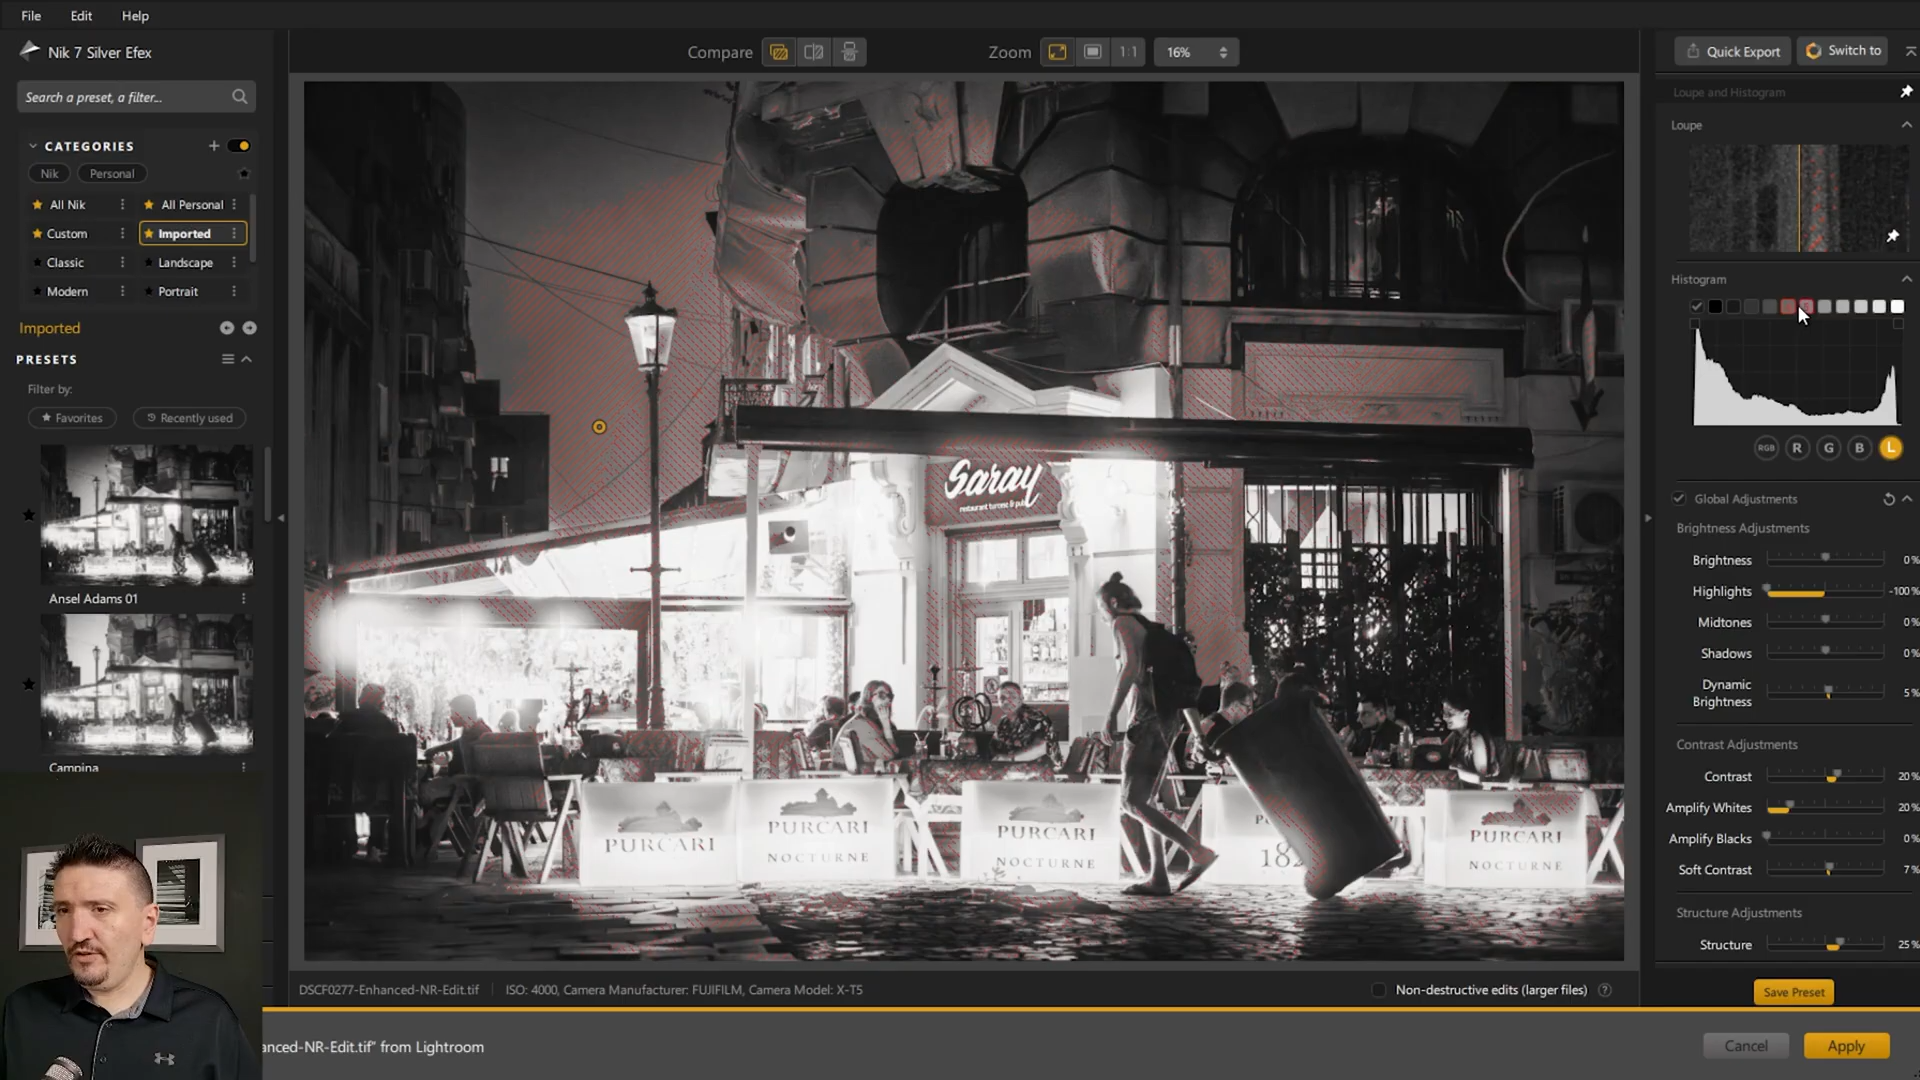 File Edit Help
Nik 7 Silver Efex
Compare
Zoom
1:1
16%
Quick Export
Switch to
Search a preset, a filter...
CATEGORIES
Nik Personal
All Nik All Personal
Custom Imported
Classic Landscape
Modern Portrait
Imported
PRESETS
Filter by:
Favorites Recently used
Ansel Adams 01
Campina
Saray
restaurant turcesc & pub
PURCARI
PURCARI
NOCTURNE
PURCARI
NOCTURNE
182
PURCARI
NOCTURNE
Loupe and Histogram
Loupe
Histogram
RGB R G B L
Global Adjustments
Brightness Adjustments
Brightness 0%
Highlights -100%
Midtones 0%
Shadows 0%
Dynamic
Brightness 5%
Contrast Adjustments
Contrast 20%
Amplify Whites 20%
Amplify Blacks 0%
Soft Contrast 7%
Structure Adjustments
Structure 25%
DSCF0277-Enhanced-NR-Edit.tif ISO: 4000, Camera Manufacturer: FUJIFILM, Camera Model: X-T5
Non-destructive edits (larger files) ?
Save Preset
anced-NR-Edit.tif" from Lightroom
Cancel Apply